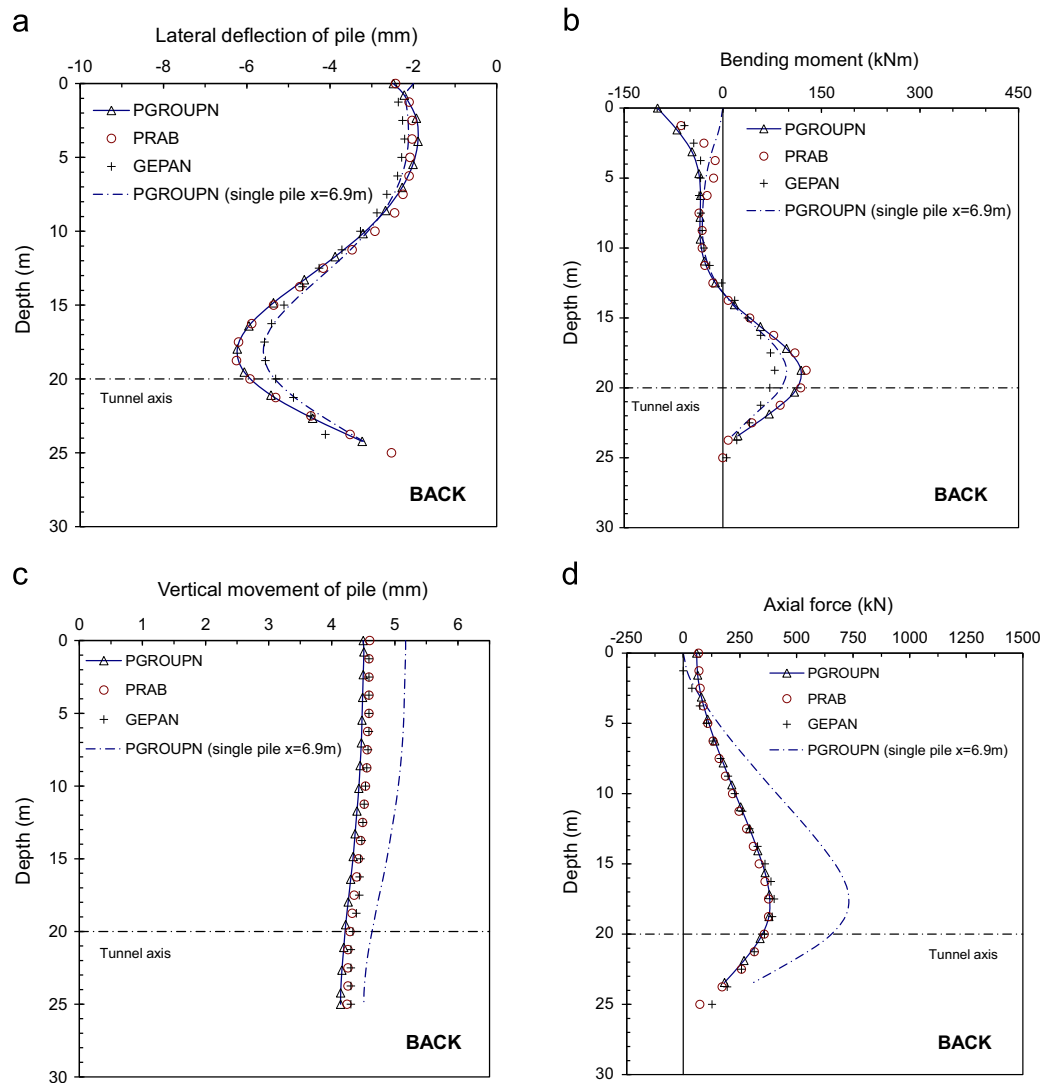 a
Lateral deflection of pile (mm)
-10 -8 -6 -4 -2 0
0
5
10
15
20
25
30
Depth (m)
PGROUPN
PRAB
GEPAN
PGROUPN (single pile x=6.9m)
Tunnel axis
BACK
b
Bending moment (kNm)
-150 0 150 300 450
0
5
10
15
20
25
30
Depth (m)
PGROUPN
PRAB
GEPAN
PGROUPN (single pile x=6.9m)
Tunnel axis
BACK
c
Vertical movement of pile (mm)
0 1 2 3 4 5 6
0
5
10
15
20
25
30
Depth (m)
PGROUPN
PRAB
GEPAN
PGROUPN (single pile x=6.9m)
Tunnel axis
BACK
d
Axial force (kN)
-250 0 250 500 750 1000 1250 1500
0
5
10
15
20
25
30
Depth (m)
PGROUPN
PRAB
GEPAN
PGROUPN (single pile x=6.9m)
Tunnel axis
BACK